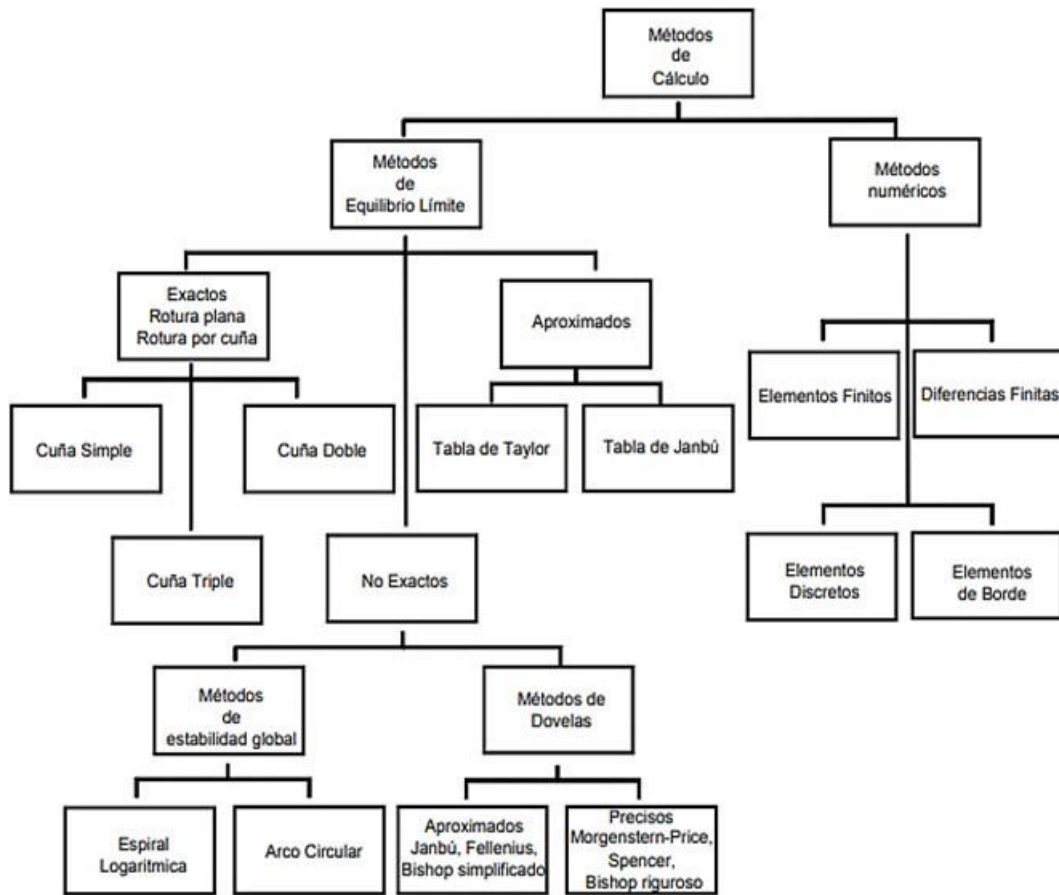 Métodos
de
Cálculo
Métodos
de
Equilibrio Límite
Métodos
numéricos
Exactos
Rotura plana
Rotura por cuña
Aproximados
Elementos Finitos
Diferencias Finitas
Cuña Simple
Cuña Doble
Tabla de Taylor
Tabla de Janbú
Cuña Triple
No Exactos
Elementos
Discretos
Elementos
de Borde
Métodos
de
estabilidad global
Métodos de
Dovelas
Espiral
Logaritmica
Arco Circular
Aproximados
Janbú, Fellenius,
Bishop simplificado
Precisos
Morgenstern-Price,
Spencer,
Bishop riguroso